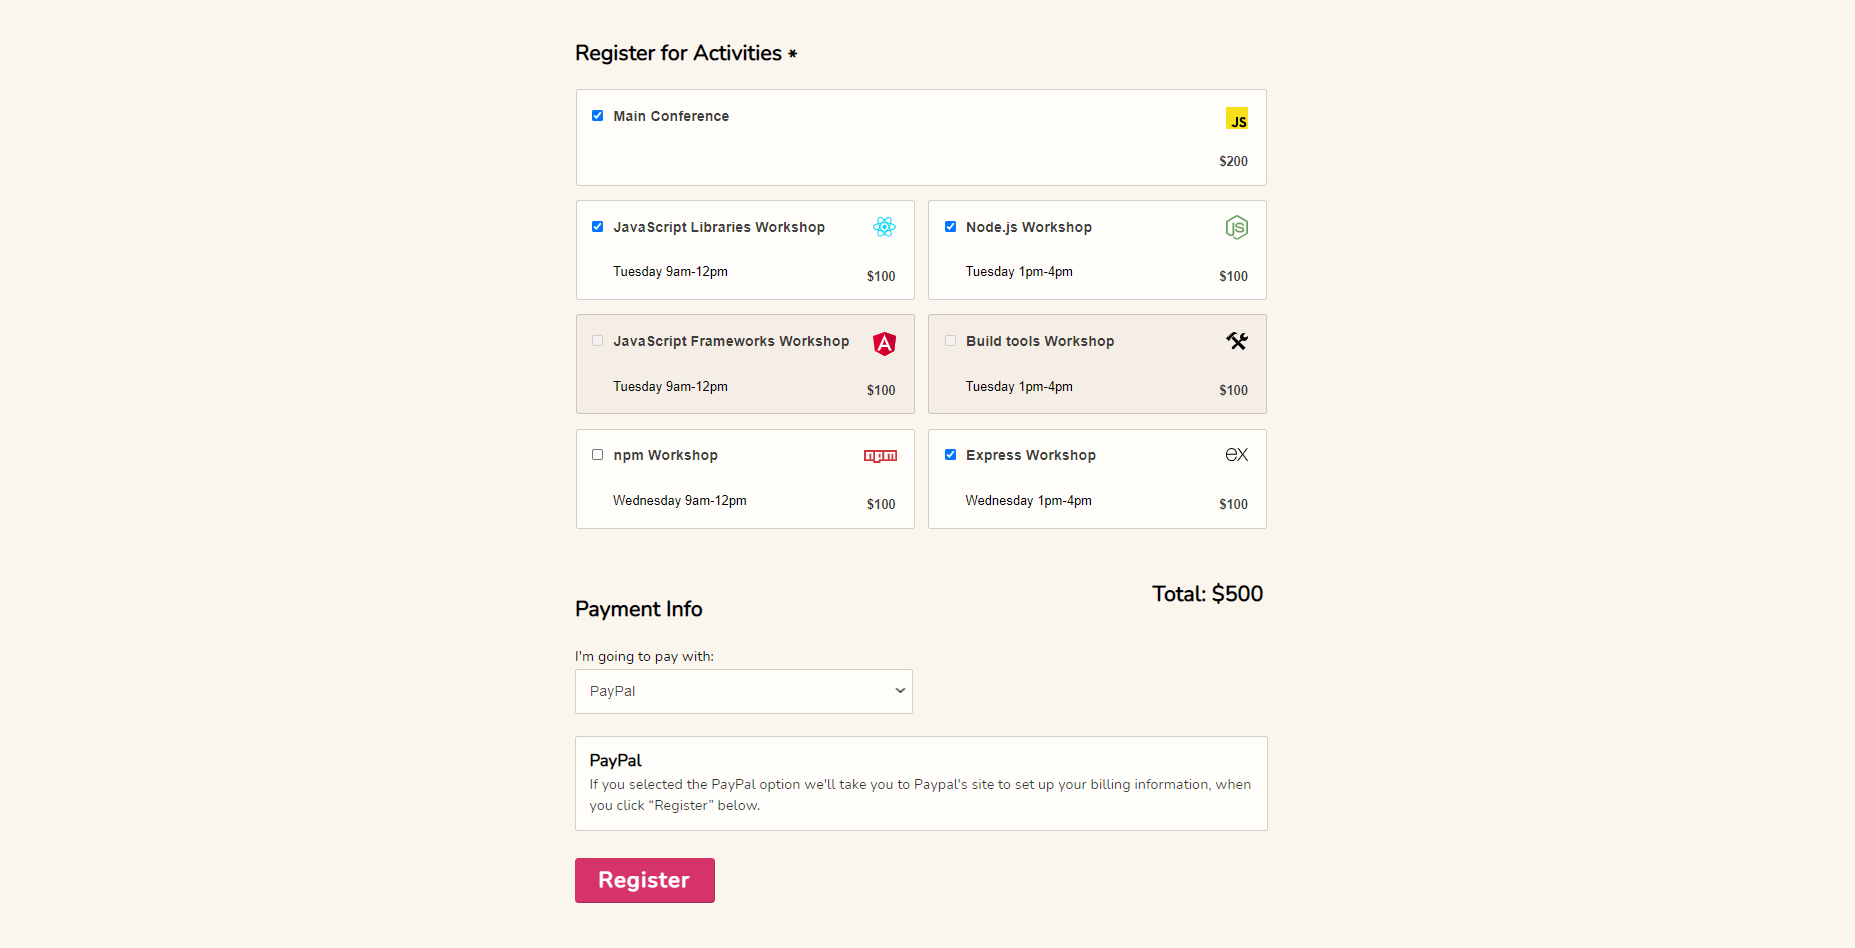 Register for Activities *
Main Conference
JS
$200
JavaScript Libraries Workshop
Tuesday 9am-12pm
$100
Node.js Workshop
JS
Tuesday 1pm-4pm
$100
JavaScript Frameworks Workshop
A
Tuesday 9am-12pm
$100
Build tools Workshop
Tuesday 1pm-4pm
$100
npm Workshop
npm
Wednesday 9am-12pm
$100
Express Workshop
ex
Wednesday 1pm-4pm
$100
Total: $500
Payment Info
I'm going to pay with:
PayPal
PayPal
If you selected the PayPal option we'll take you to Paypal's site to set up your billing information, when
you click “Register” below.
Register